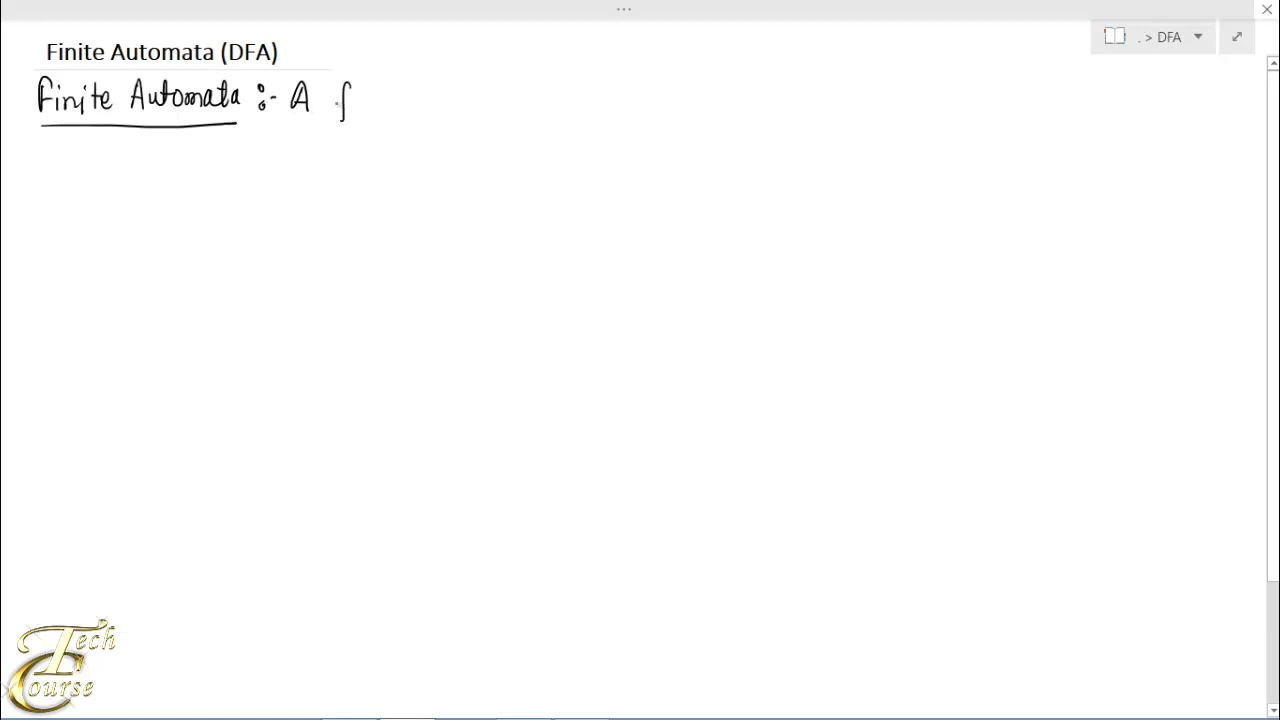 ...
. > DFA
Finite Automata (DFA)
Finite Automata :- A f
Tech
Course